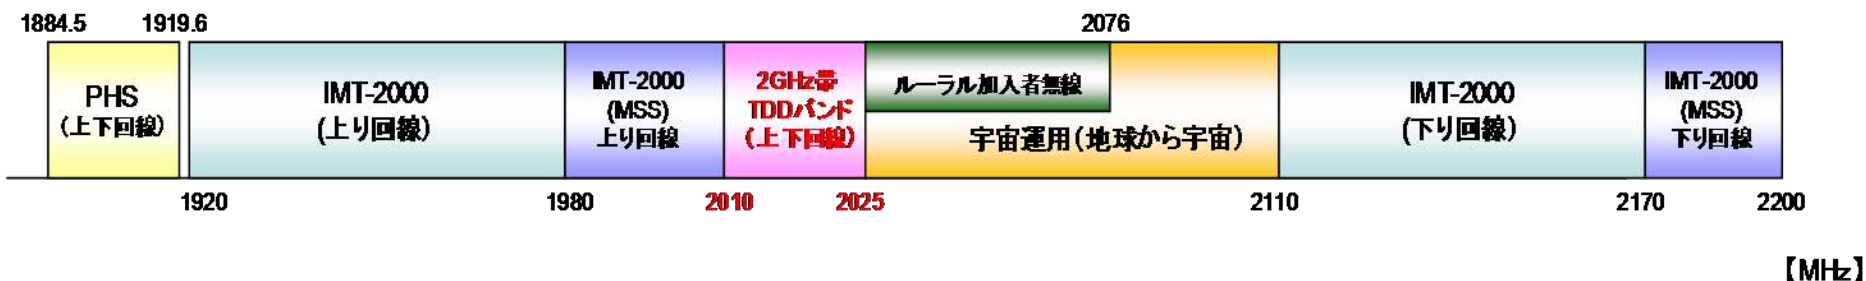 1884.5 1919.6 2076
PHS
(上下回線)
IMT-2000
(上り回線)
IMT-2000
(MSS)
上り回線
2GHz帯
TDDバンド
(上下回線)
ルーラル加入者無線
宇宙運用(地球から宇宙)
IMT-2000
(下り回線)
IMT-2000
(MSS)
下り回線
1920 1980 2010 2025 2110 2170 2200
【MHz】